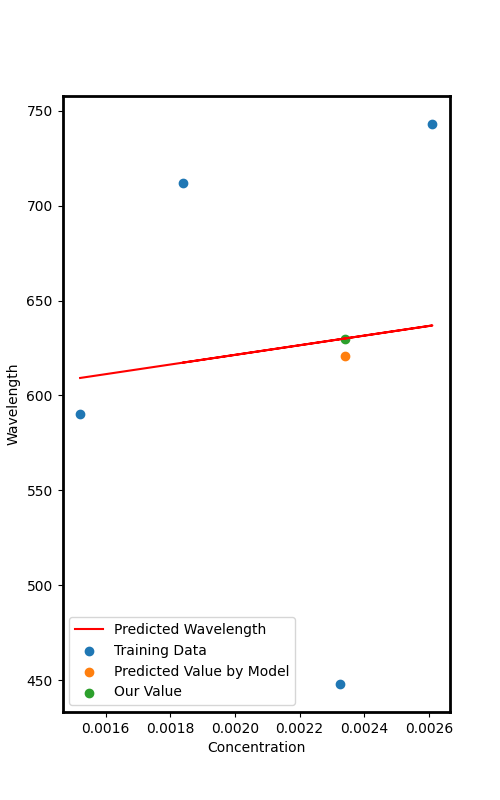 750
700
650
600
550
500
450
Wavelength
Predicted Wavelength
Training Data
Predicted Value by Model
Our Value
0.0016 0.0018 0.0020 0.0022 0.0024 0.0026
Concentration